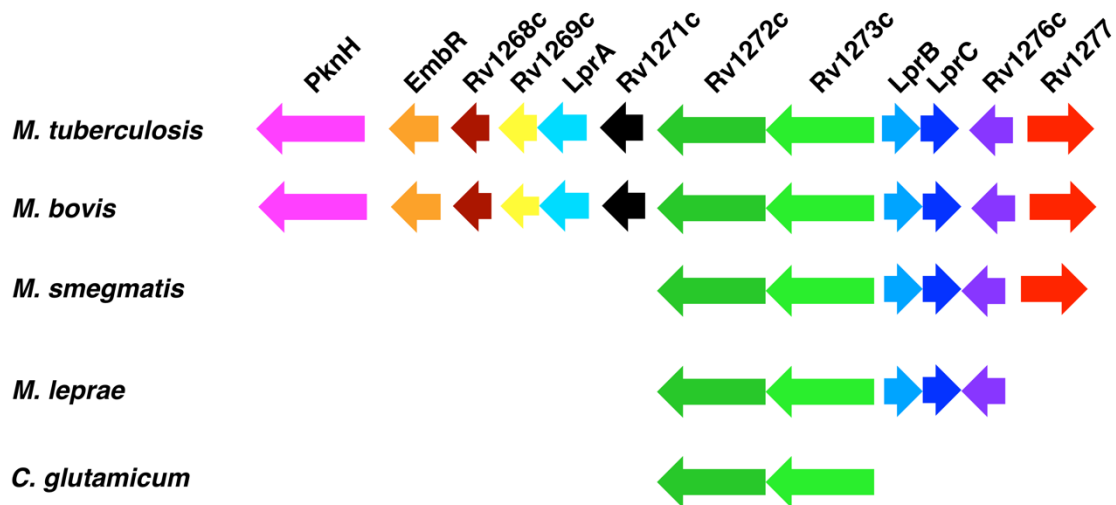 PknH
EmbR
Rv1268c
Rv1269c
LprA
Rv1271c
Rv1272c
Rv1273c
LprB
LprC
Rv1276c
Rv1277
M. tuberculosis
M. bovis
M. smegmatis
M. leprae
C. glutamicum